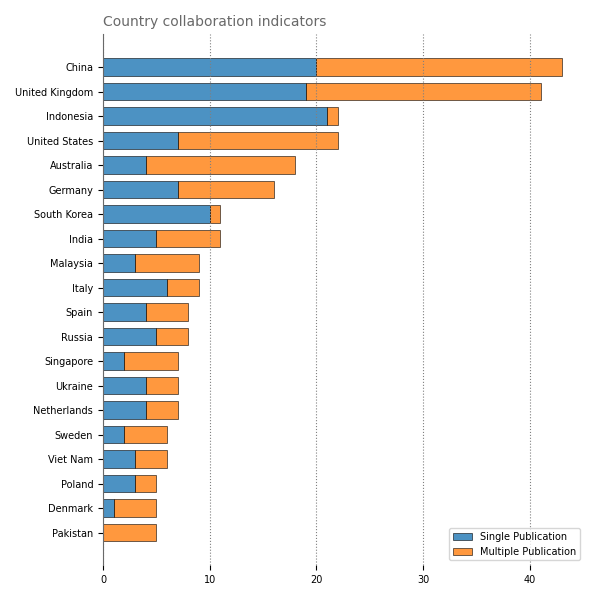 Country collaboration indicators
China
United Kingdom
Indonesia
United States
Australia
Germany
South Korea
India
Malaysia
Italy
Spain
Russia
Singapore
Ukraine
Netherlands
Sweden
Viet Nam
Poland
Denmark
Pakistan
Single Publication
Multiple Publication
0 10 20 30 40